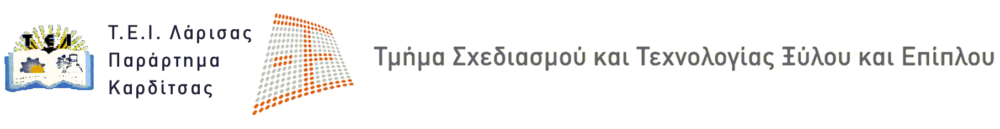 Τ Ε Ι
Τ.Ε.Ι. Λάρισας
Παράρτημα
Καρδίτσας
Τμήμα Σχεδιασμού και Τεχνολογίας Ξύλου και Επίπλου